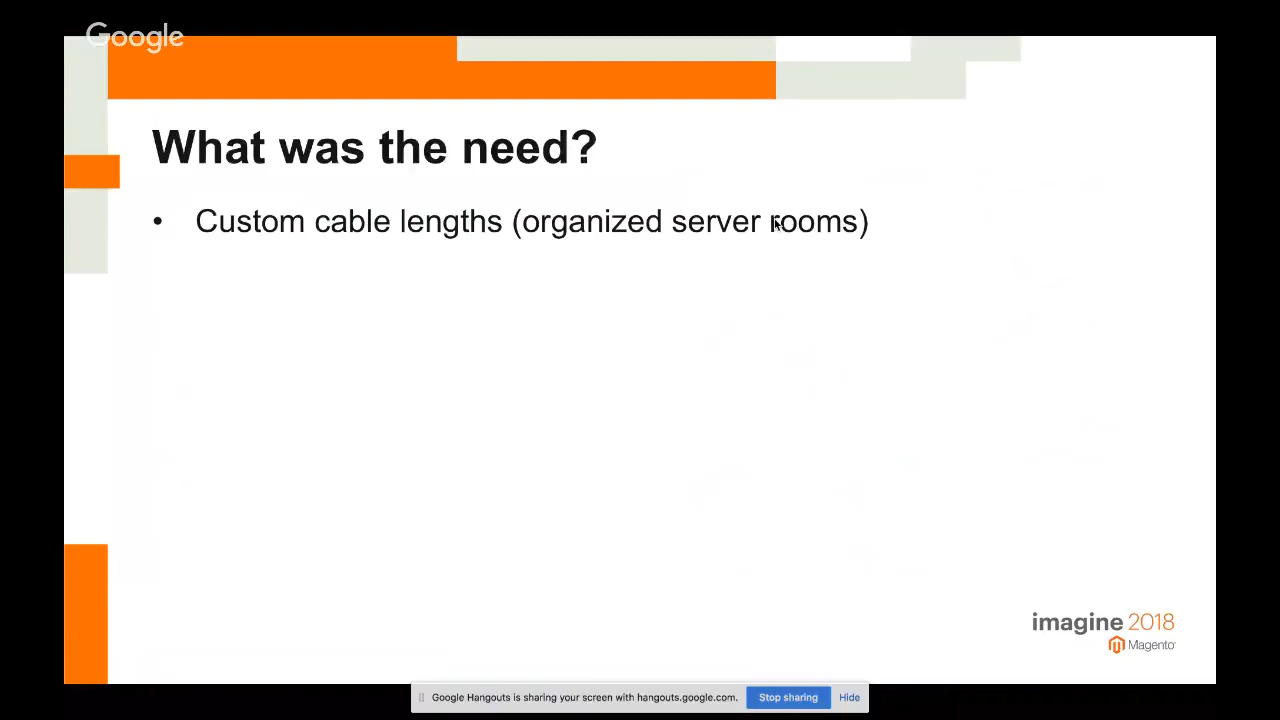 Google
What was the need?
• Custom cable lengths (organized server rooms)
imagine 2018
Magento
Google Hangouts is sharing your screen with hangouts.google.com. Stop sharing Hide